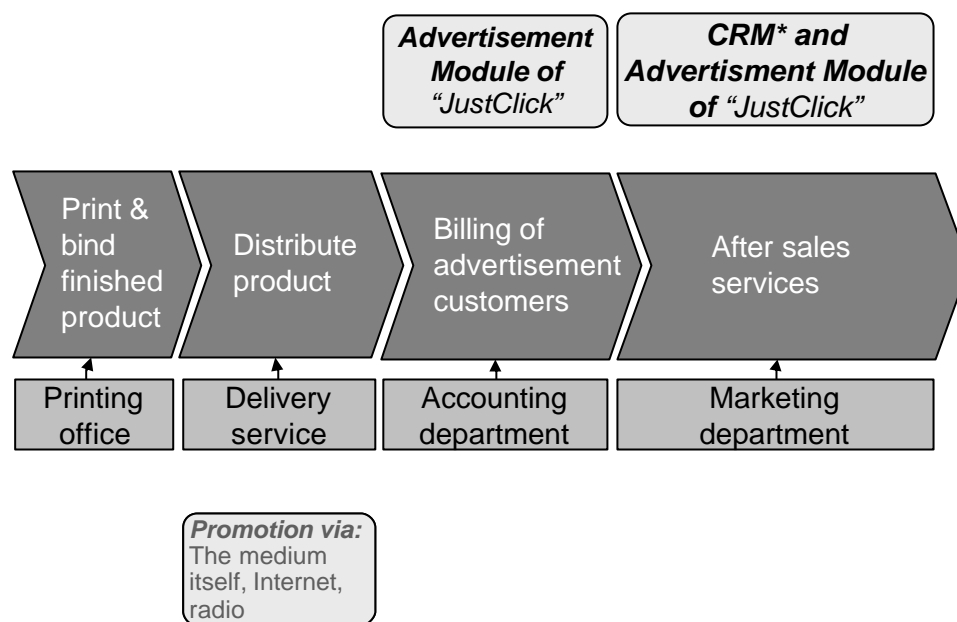 Advertisement
Module of
“JustClick”
CRM* and
Advertisment Module
of “JustClick”
Print &
bind
finished
product
Distribute
product
Billing of
advertisement
customers
After sales
services
Printing
office
Delivery
service
Accounting
department
Marketing
department
Promotion via:
The medium
itself, Internet,
radio